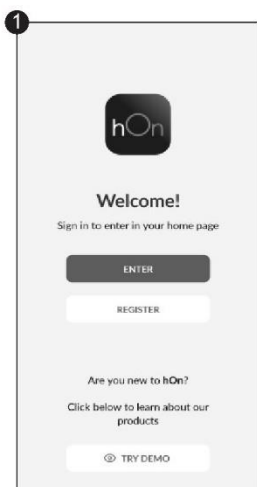 1
hOn
Welcome!
Sign in to enter in your home page
ENTER
REGISTER
Are you new to hOn?
Click below to learn about our
products
TRY DEMO